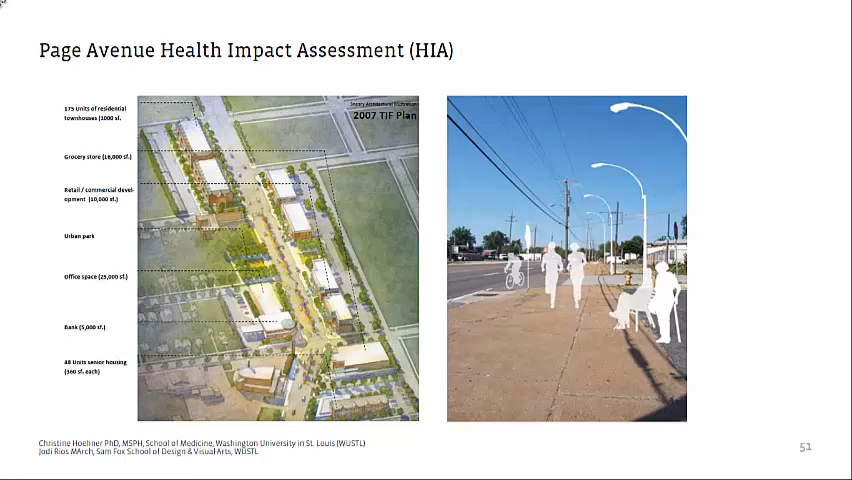 Page Avenue Health Impact Assessment (HIA)
175 Units of residential
townhouses (1000 sf.
Grocery store (16,000 sf.)
Retail / commercial devel-
opment (10,000 sf.)
Urban park
Office space (25,000 sf.)
Bank (5,000 sf.)
48 Units senior housing
(360 sf. each)
Architectural Illustration
2007 TIF Plan
Christine Hoehner PhD, MSPH, School of Medicine, Washington University in St. Louis (WUSTL)
Jodi Rios MArch, Sam Fox School of Design & Visual Arts, WUSTL
51